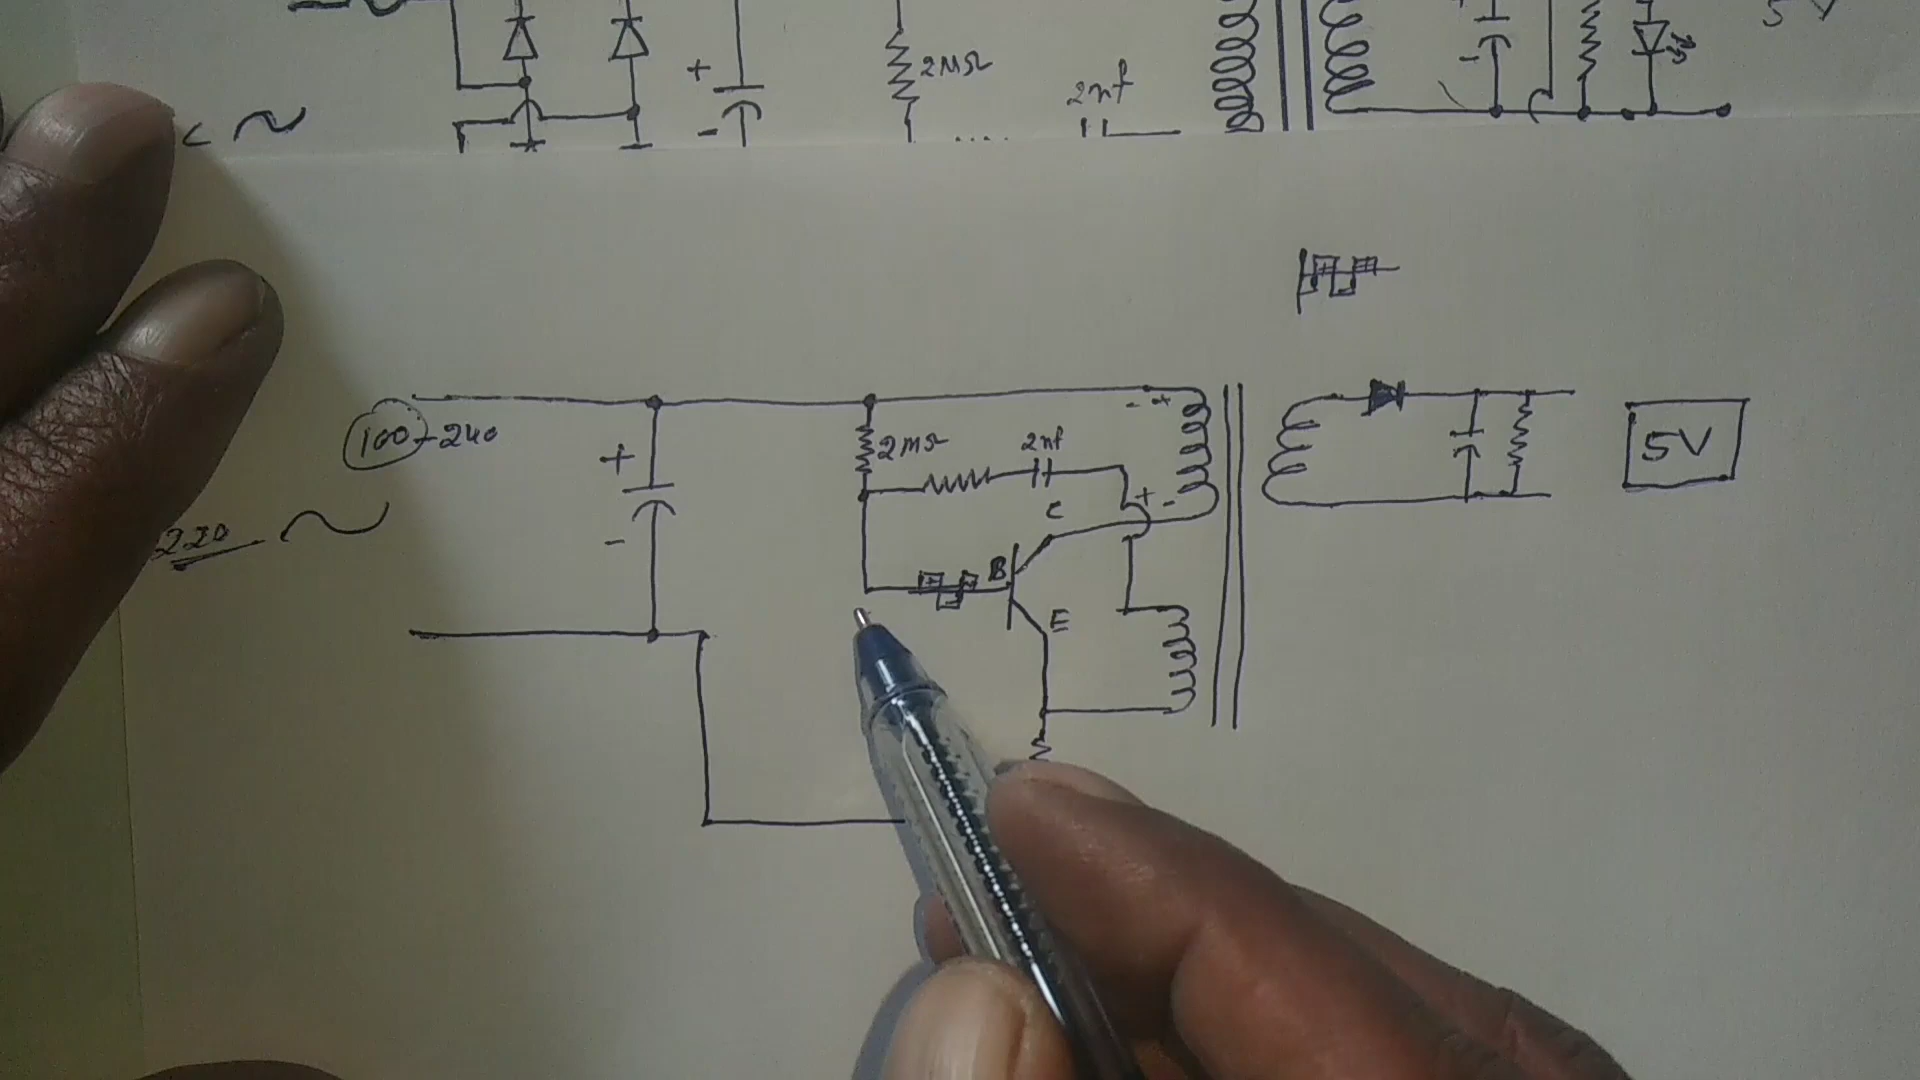 5 V
+
2MΩ
-
2nf
-
c ~
100-240
+
2MΩ
2nf
- +
5V
+
-
C
220 ~
-
B
E